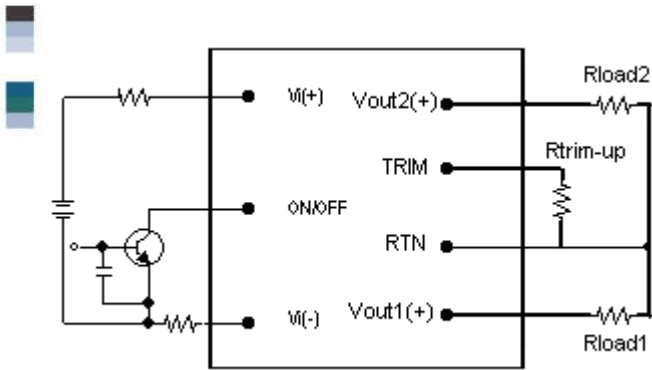 Rload2
Vi(+)
Vout2(+)
Rtrim-up
TRIM
ON/OFF
RTN
Vi(-)
Vout1(+)
Rload1